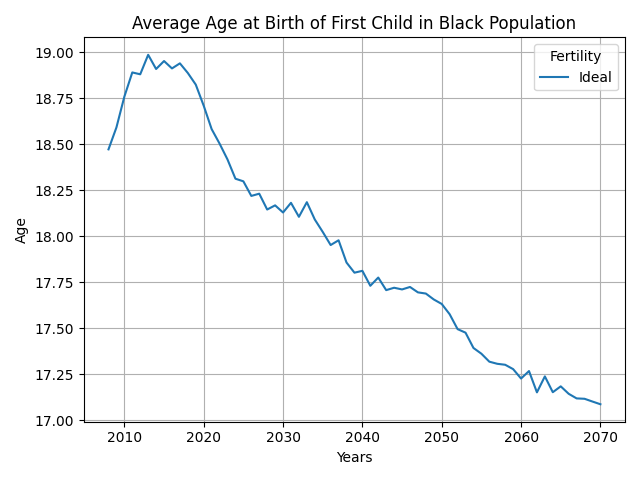 Average Age at Birth of First Child in Black Population
Fertility
Ideal
Age
19.00
18.75
18.50
18.25
18.00
17.75
17.50
17.25
17.00
2010 2020 2030 2040 2050 2060 2070
Years